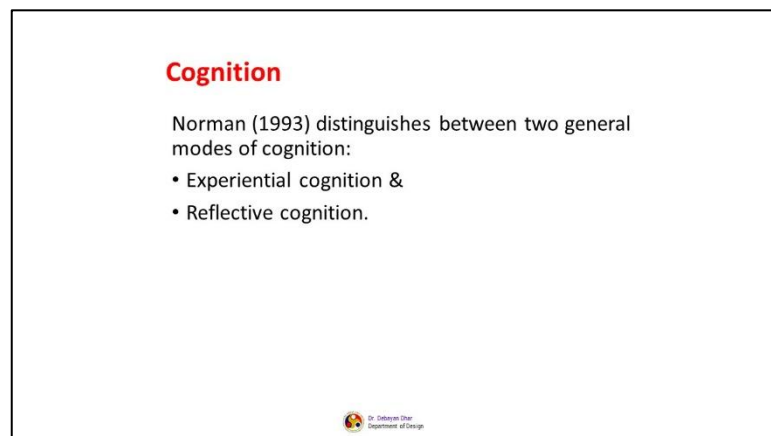 Cognition
Norman (1993) distinguishes between two general
modes of cognition:
• Experiential cognition &
• Reflective cognition.
Dr. Debayan Dhar
Department of Design